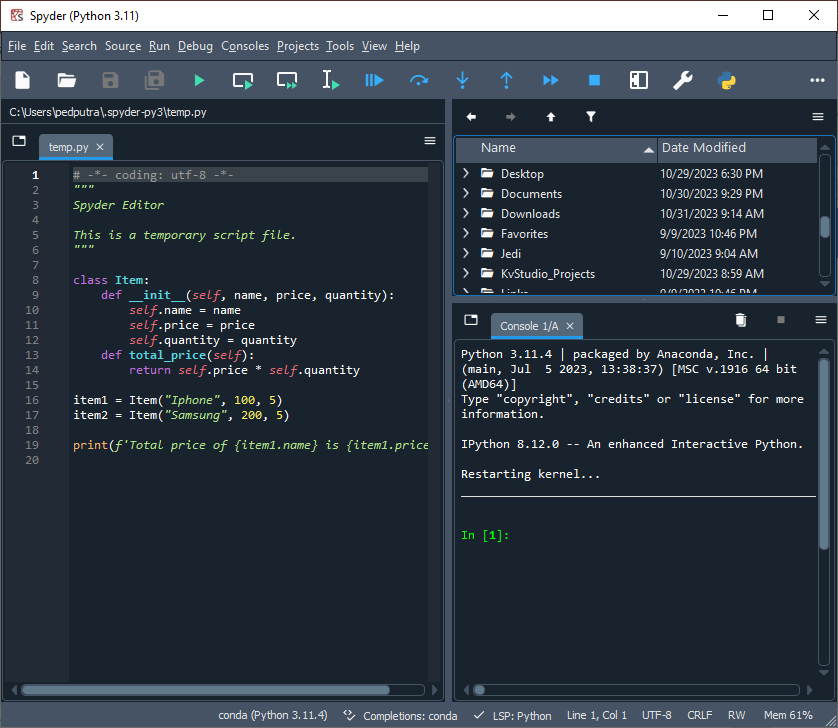 Spyder (Python 3.11)
File Edit Search Source Run Debug Consoles Projects Tools View Help
C:\Users\pedputra\.spyder-py3\temp.py
temp.py
1 # -*- coding: utf-8 -*-
2 """
3 Spyder Editor
4
5 This is a temporary script file.
6 """
7
8 class Item:
9     def __init__(self, name, price, quantity):
10         self.name = name
11         self.price = price
12         self.quantity = quantity
13     def total_price(self):
14         return self.price * self.quantity
15
16 item1 = Item("Iphone", 100, 5)
17 item2 = Item("Samsung", 200, 5)
18
19 print(f'Total price of {item1.name} is {item1.price
20
Name Date Modified
Desktop 10/29/2023 6:30 PM
Documents 10/30/2023 9:29 PM
Downloads 10/31/2023 9:14 AM
Favorites 9/9/2023 10:46 PM
Jedi 9/10/2023 9:04 AM
KvStudio_Projects 10/29/2023 8:59 AM
Links 9/9/2023 10:46 PM
Console 1/A
Python 3.11.4 | packaged by Anaconda, Inc. |
(main, Jul  5 2023, 13:38:37) [MSC v.1916 64 bit
(AMD64)]
Type "copyright", "credits" or "license" for more
information.
IPython 8.12.0 -- An enhanced Interactive Python.
Restarting kernel...
In [1]:
conda (Python 3.11.4) Completions: conda LSP: Python Line 1, Col 1 UTF-8 CRLF RW Mem 61%